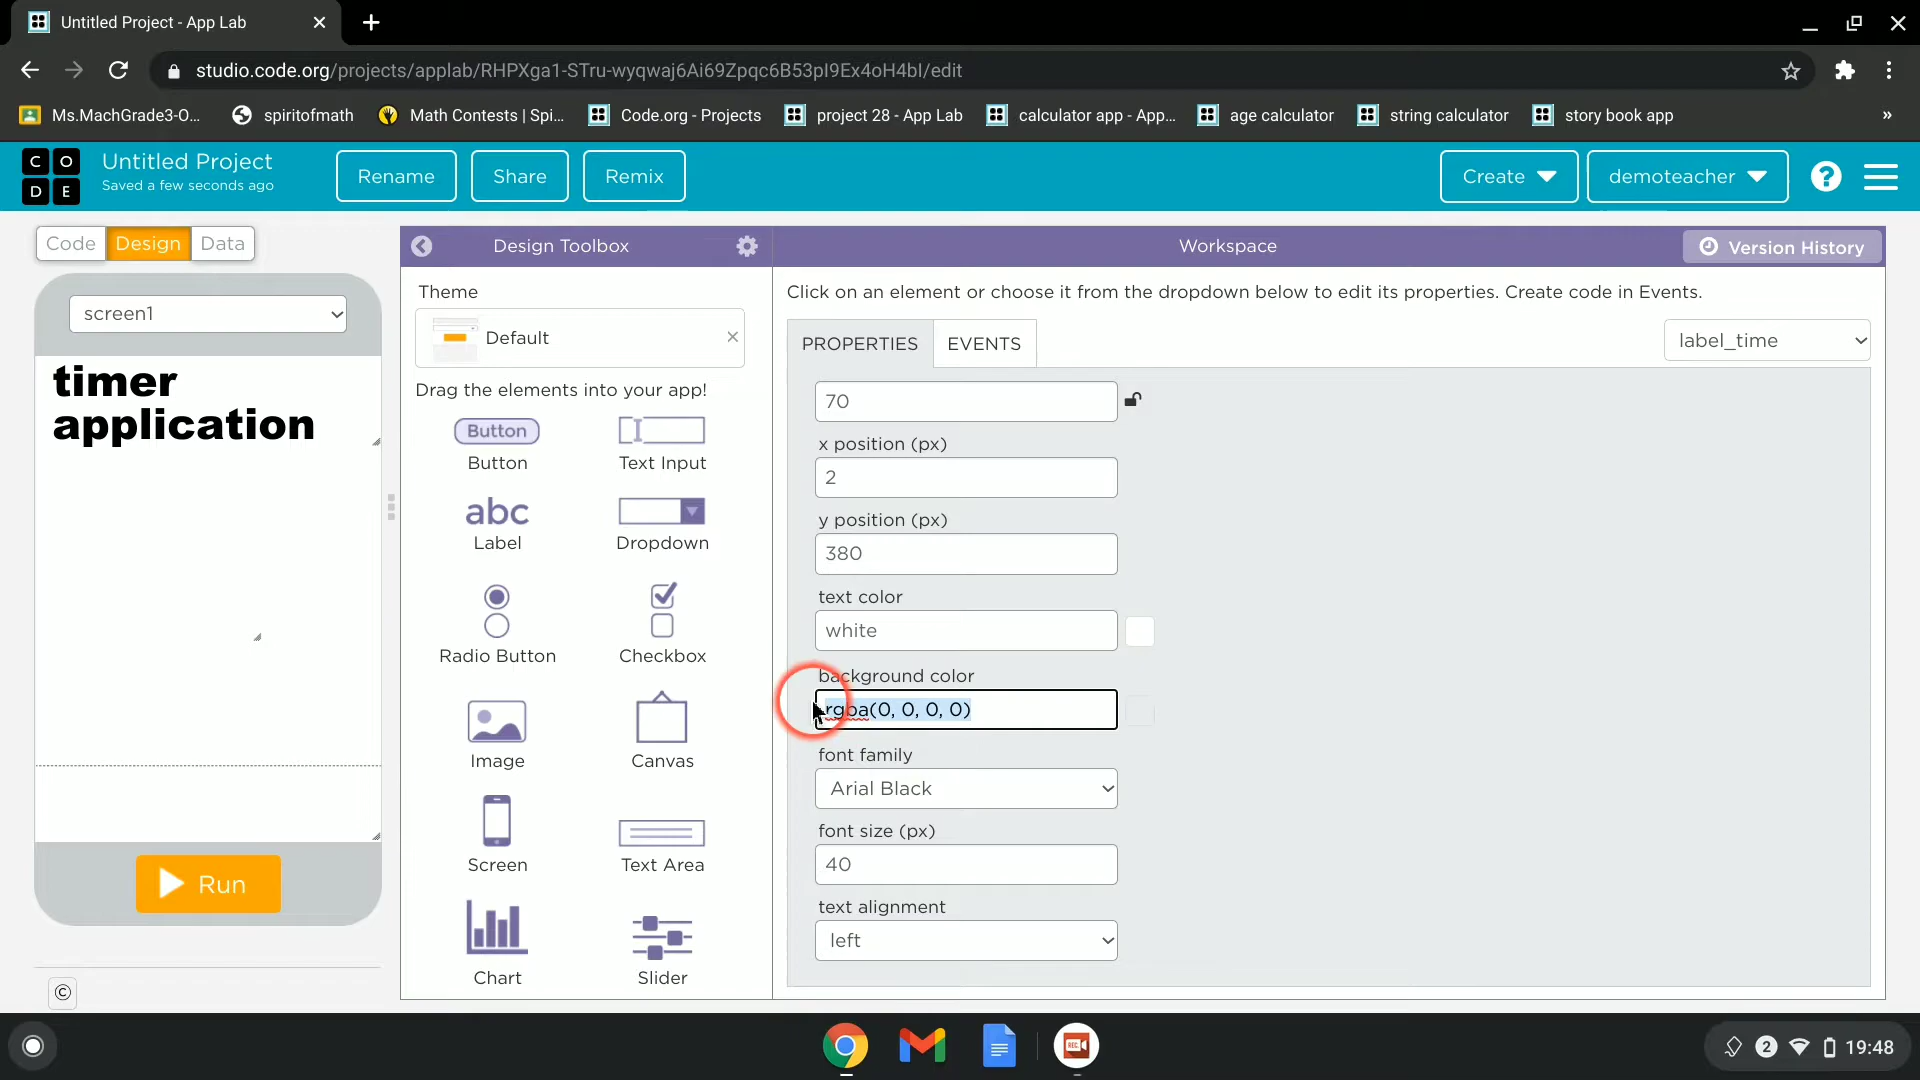 Untitled Project - App Lab
studio.code.org/projects/applab/RHPXga1-STru-wyqwaj6Ai69Zpqc6B53pI9Ex4oH4bI/edit
Ms.MachGrade3-O... spiritofmath Math Contests | Spi... Code.org - Projects project 28 - App Lab calculator app - App... age calculator string calculator story book app »
C O D E
Untitled Project
Saved a few seconds ago
Rename Share Remix Create demoteacher ?
Code Design Data
Design Toolbox
Workspace
Version History
screen1
timer
application
Run
©
Theme
Default
Drag the elements into your app!
Button
Button
Text Input
abc
Label
Dropdown
Radio Button
Checkbox
Image
Canvas
Screen
Text Area
Chart
Slider
Click on an element or choose it from the dropdown below to edit its properties. Create code in Events.
PROPERTIES EVENTS
label_time
70
x position (px)
2
y position (px)
380
text color
white
background color
rgba(0, 0, 0, 0)
font family
Arial Black
font size (px)
40
text alignment
left
REC
2
19:48